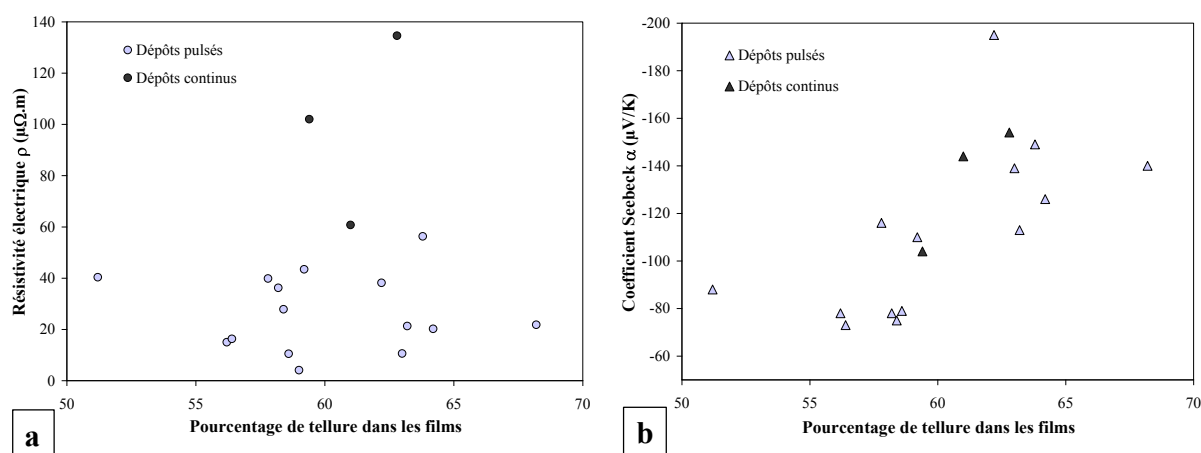 140
120
100
80
60
40
20
0
50
55
60
65
70
Résistivité électrique ρ (μΩ.m)
Pourcentage de tellure dans les films
Dépôts pulsés
Dépôts continus
a
-200
-180
-160
-140
-120
-100
-80
-60
50
55
60
65
70
Coefficient Seebeck α (μV/K)
Pourcentage de tellure dans les films
Dépôts pulsés
Dépôts continus
b